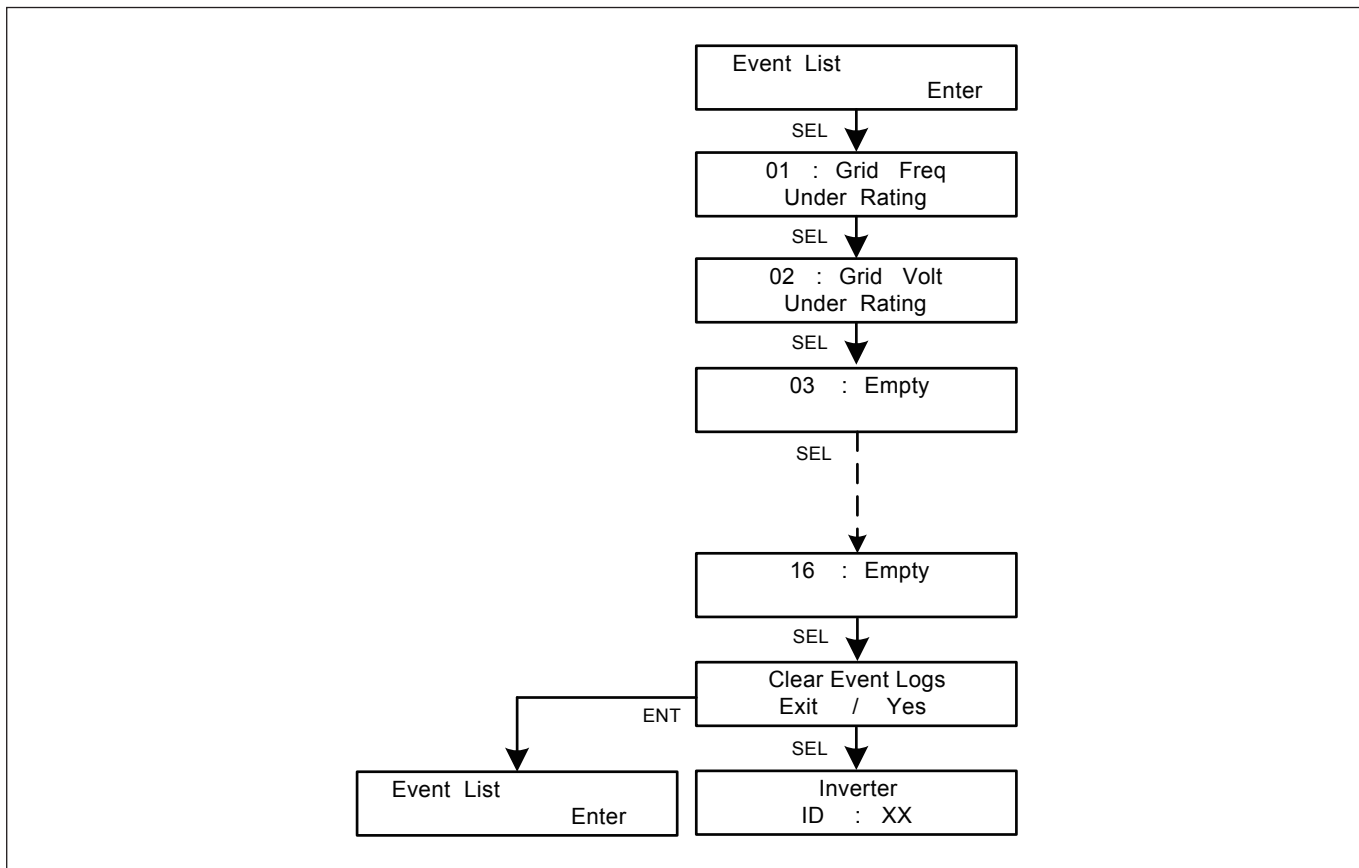 Event List
Enter
SEL
01 : Grid Freq
Under Rating
SEL
02 : Grid Volt
Under Rating
SEL
03 : Empty
SEL
16 : Empty
SEL
Clear Event Logs
Exit / Yes
ENT
SEL
Event List
Enter
Inverter
ID : XX